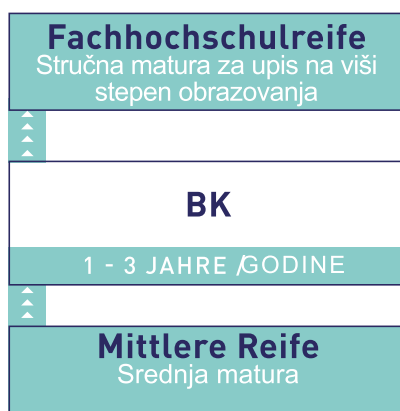 Fachhochschulreife
Stručna matura za upis na viši
stepen obrazovanja
BK
1 - 3 JAHRE /GODINE
Mittlere Reife
Srednja matura